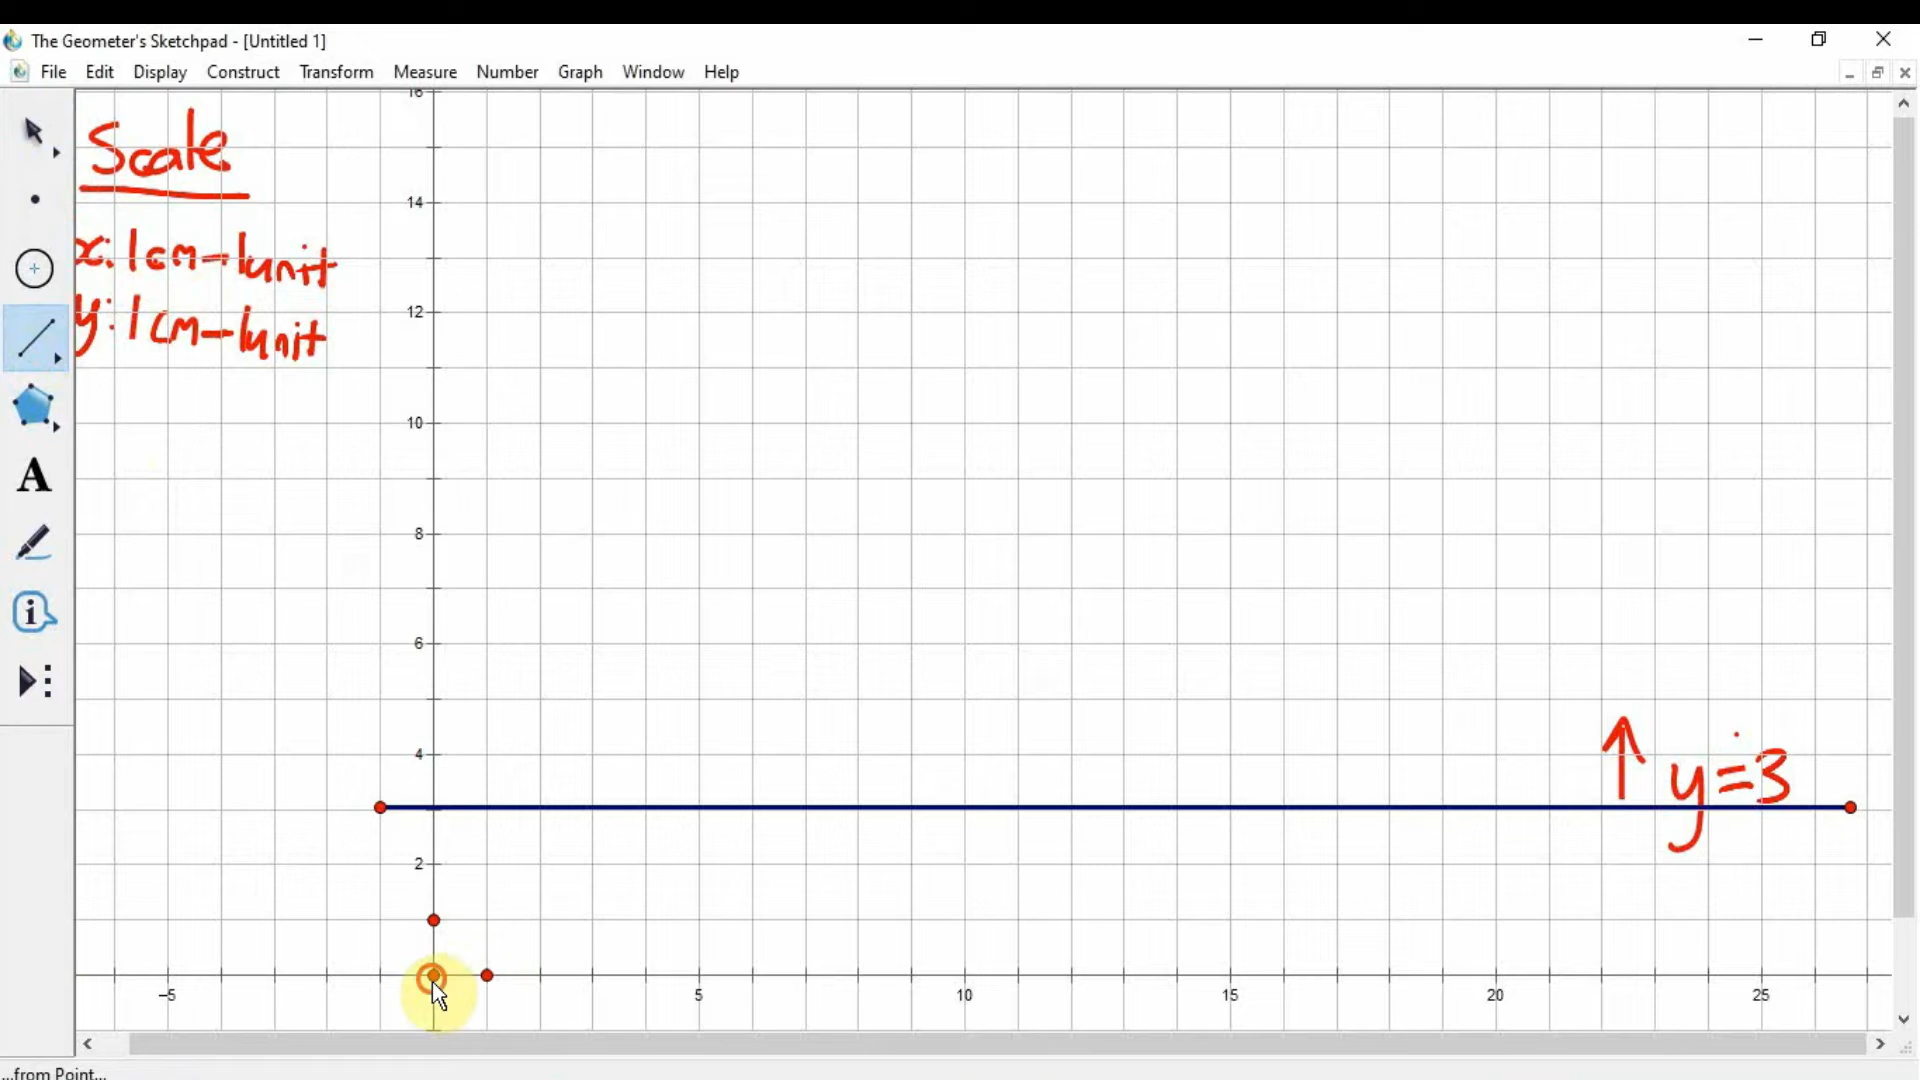 The Geometer's Sketchpad - [Untitled 1]
File Edit Display Construct Transform Measure Number Graph Window Help
16
Scale
14
x: 1cm–1unit
12
y: 1cm–1unit
10
8
6
4
y=3
2
–5 5 10 15 20 25
...from Point...